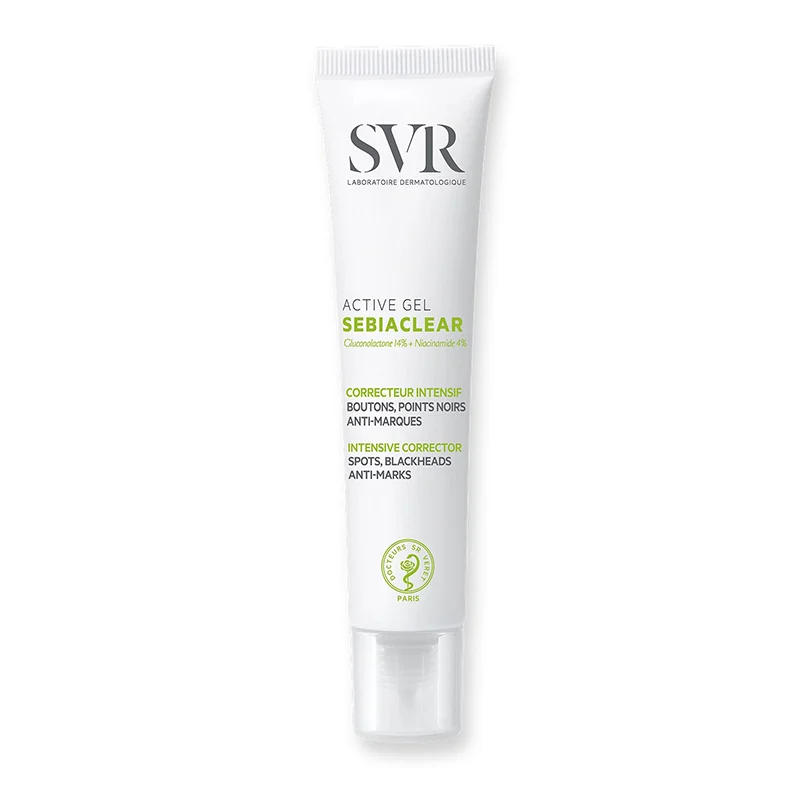 SVR
LABORATOIRE DERMATOLOGIQUE
ACTIVE GEL
SEBIACLEAR
Gluconolactone 14% + Niacinamide 4%
CORRECTEUR INTENSIF
BOUTONS, POINTS NOIRS
ANTI-MARQUES
INTENSIVE CORRECTOR
SPOTS, BLACKHEADS
ANTI-MARKS
DOCTEURS SR VERET
PARIS